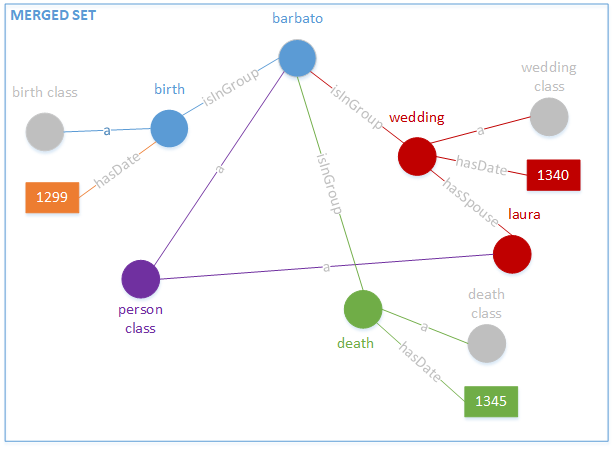 MERGED SET
barbato
birth class
birth
isInGroup
wedding
class
isInGroup
wedding
a
a
hasDate
hasDate
1340
a
isInGroup
hasSpouse
1299
laura
a
person
class
death
class
a
death
hasDate
1345